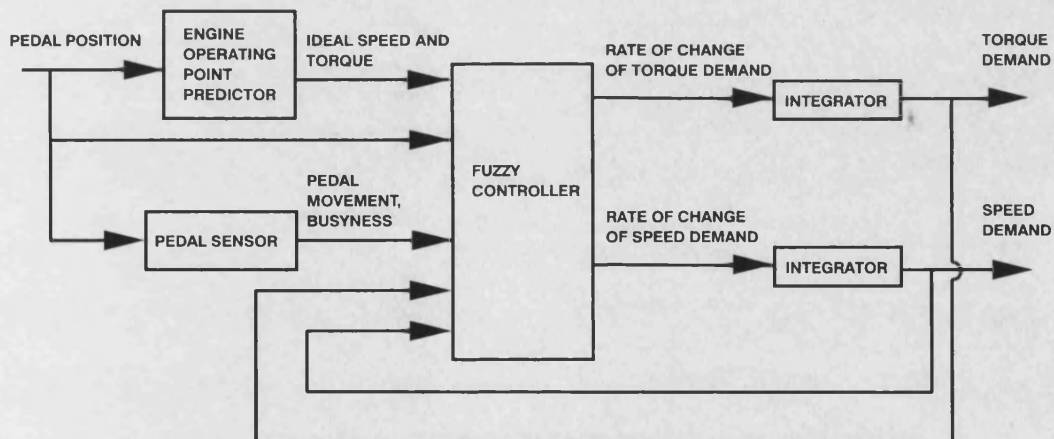 PEDAL POSITION
ENGINE
OPERATING
POINT
PREDICTOR
IDEAL SPEED AND
TORQUE
RATE OF CHANGE
OF TORQUE DEMAND
INTEGRATOR
TORQUE
DEMAND
FUZZY
CONTROLLER
PEDAL
MOVEMENT,
BUSYNESS
PEDAL SENSOR
RATE OF CHANGE
OF SPEED DEMAND
INTEGRATOR
SPEED
DEMAND